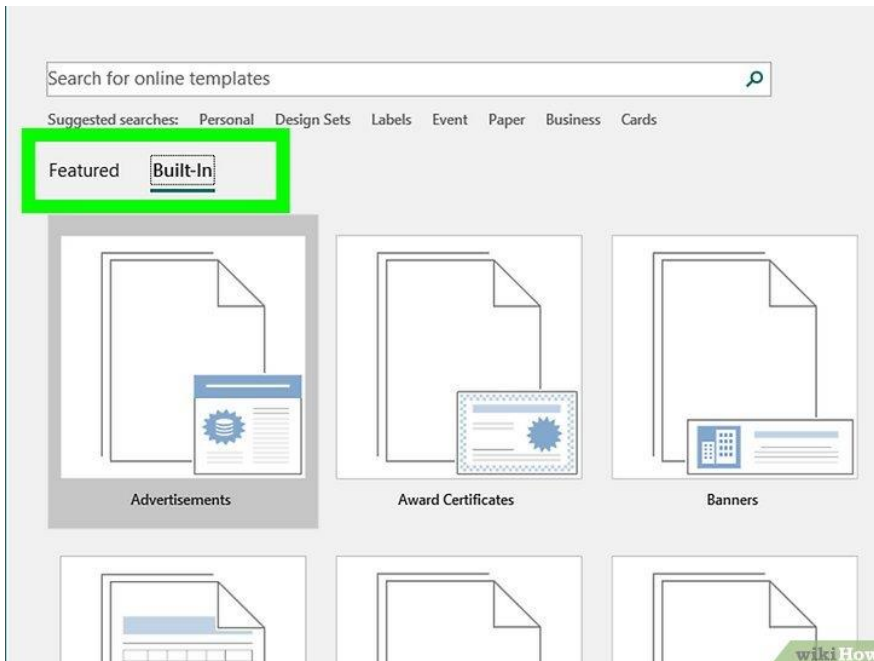 Search for online templates
Suggested searches: Personal Design Sets Labels Event Paper Business Cards
Featured Built-In
Advertisements Award Certificates Banners
wikiHow